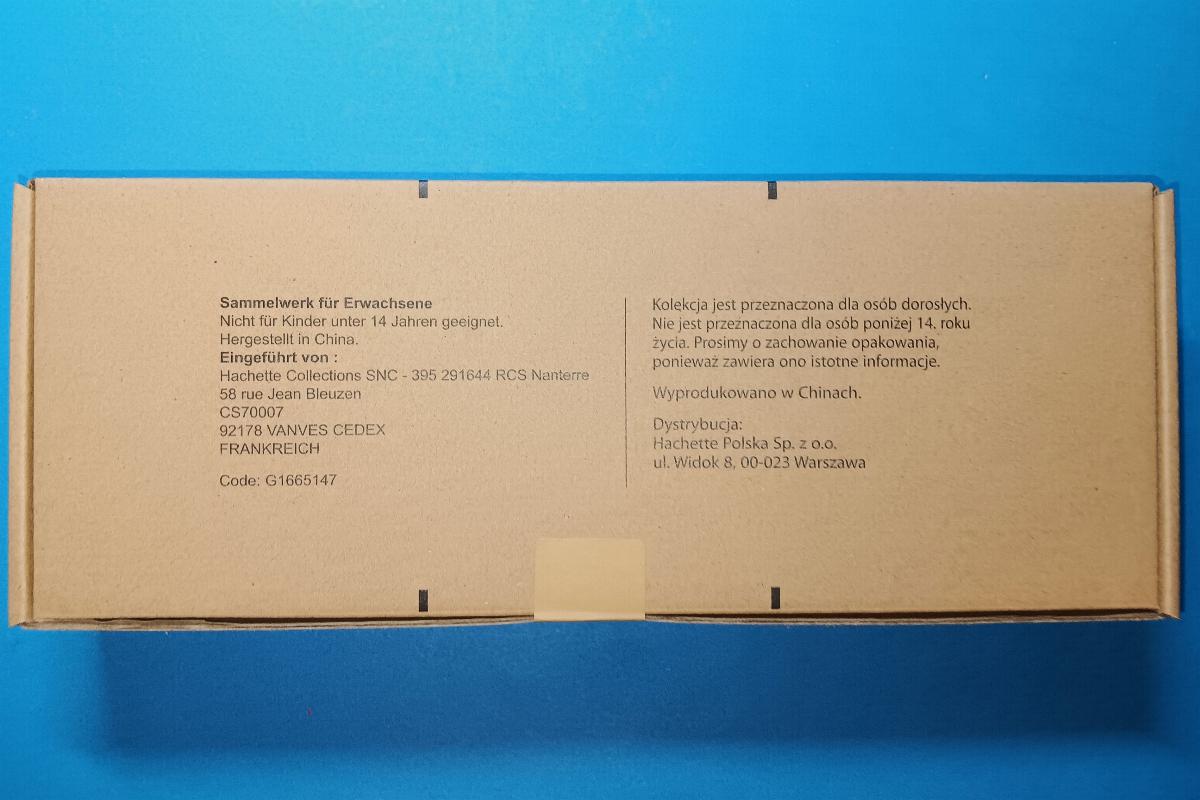 Sammelwerk für Erwachsene
Nicht für Kinder unter 14 Jahren geeignet.
Hergestellt in China.
Eingeführt von :
Hachette Collections SNC - 395 291644 RCS Nanterre
58 rue Jean Bleuzen
CS70007
92178 VANVES CEDEX
FRANKREICH
Code: G1665147
Kolekcja jest przeznaczona dla osób dorosłych.
Nie jest przeznaczona dla osób poniżej 14. roku
życia. Prosimy o zachowanie opakowania,
ponieważ zawiera ono istotne informacje.
Wyprodukowano w Chinach.
Dystrybucja:
Hachette Polska Sp. z o.o.
ul. Widok 8, 00-023 Warszawa